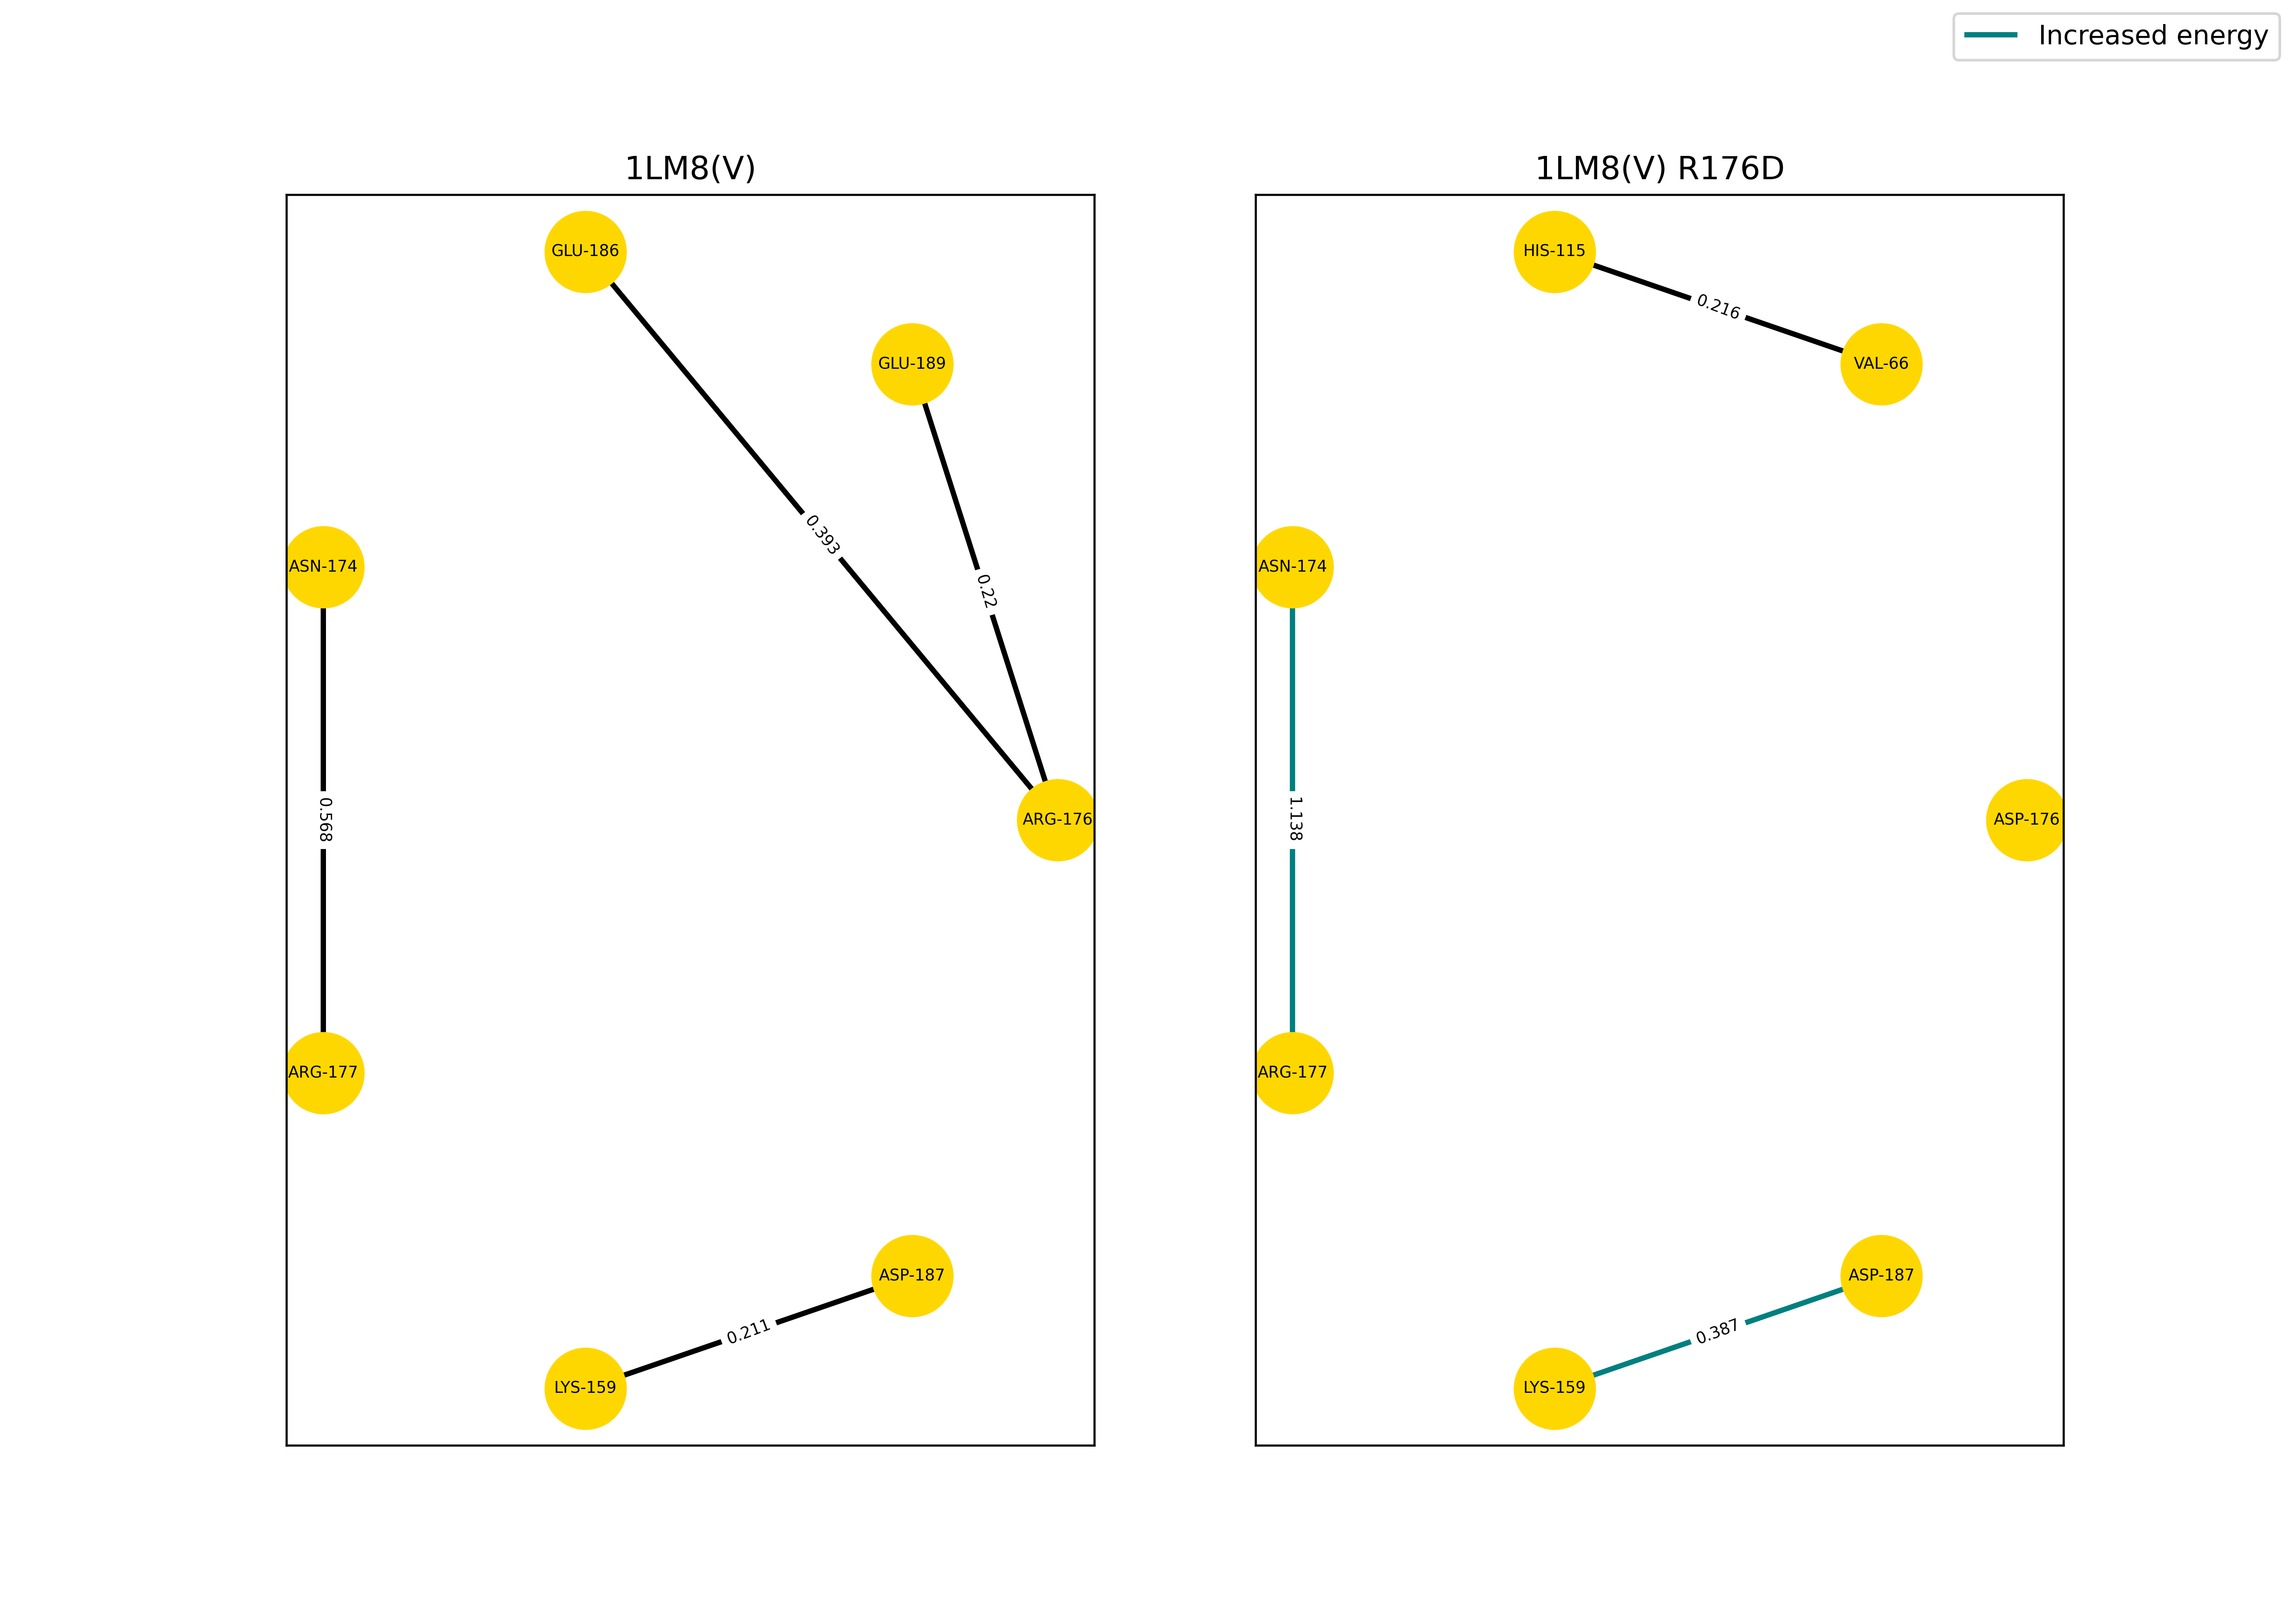 Increased energy
1LM8(V)
GLU-186
GLU-189
0.393
ASN-174
0.22
0.568
ARG-176
ARG-177
ASP-187
0.211
LYS-159
1LM8(V) R176D
HIS-115
0.216
VAL-66
ASN-174
1.138
ASP-176
ARG-177
ASP-187
0.387
LYS-159